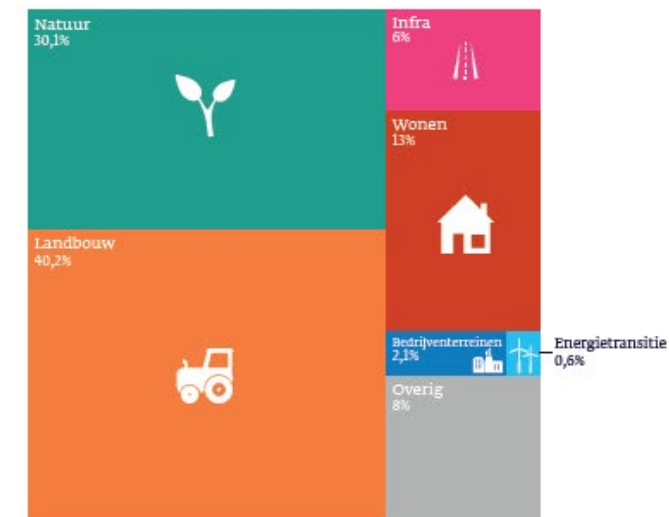 Natuur
30,1%
Infra
6%
Wonen
13%
Landbouw
40,2%
Bedrijventerreinen
2,1%
Energietransitie
0,6%
Overig
8%